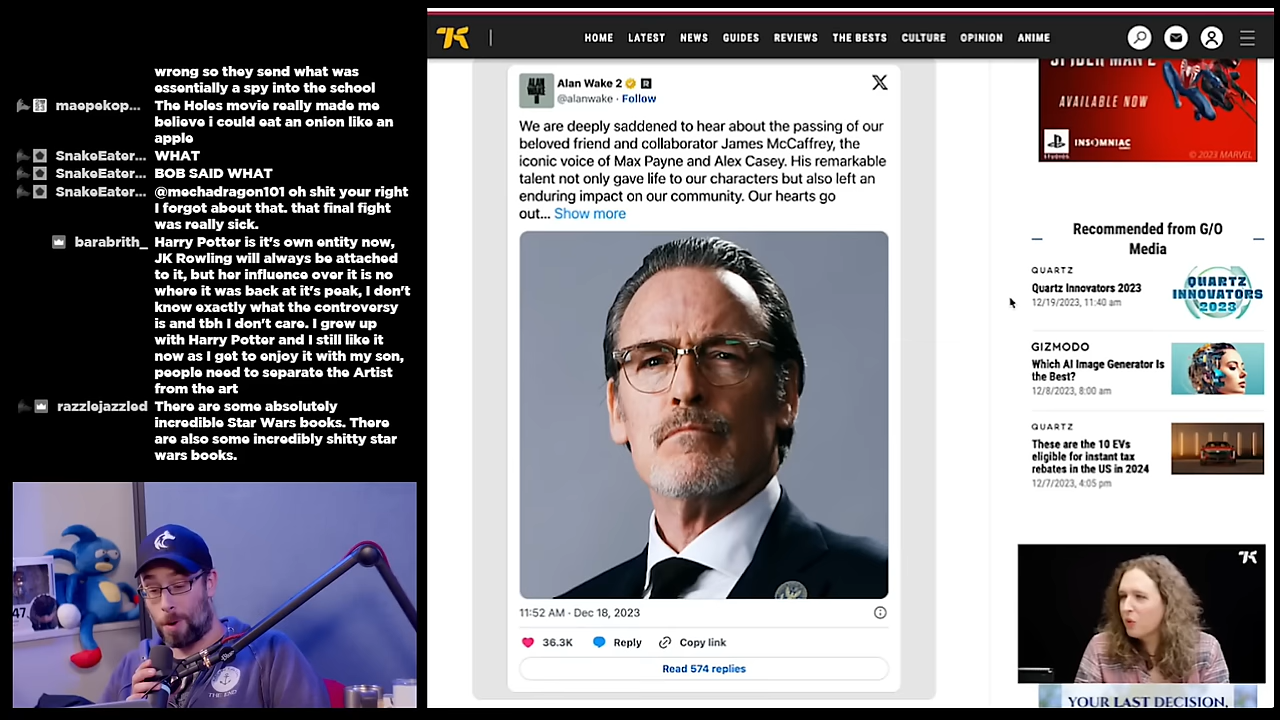 wrong so they send what was
essentially a spy into the school
maepekop... The Holes movie really made me
believe i could eat an onion like an
apple
SnakeEater... WHAT
SnakeEater... BOB SAID WHAT
SnakeEater... @mechadragon101 oh shit your right
I forgot about that. that final fight
was really sick.
barabrith_ Harry Potter is it's own entity now,
JK Rowling will always be attached
to it, but her influence over it is no
where it was back at it's peak, I don't
know exactly what the controversy
is and tbh I don't care. I grew up
with Harry Potter and I still like it
now as I get to enjoy it with my son,
people need to separate the Artist
from the art
razzlejazzled There are some absolutely
incredible Star Wars books. There
are also some incredibly shitty star
wars books.
47
THE END
HOME LATEST NEWS GUIDES REVIEWS THE BESTS CULTURE OPINION ANIME
ALAN WAKE
Alan Wake 2
@alanwake · Follow
We are deeply saddened to hear about the passing of our
beloved friend and collaborator James McCaffrey, the
iconic voice of Max Payne and Alex Casey. His remarkable
talent not only gave life to our characters but also left an
enduring impact on our community. Our hearts go
out... Show more
11:52 AM · Dec 18, 2023
36.3K Reply Copy link
Read 574 replies
SPIDER-MAN 2
AVAILABLE NOW
STUDIOS
INSOMNIAC
© 2023 MARVEL
Recommended from G/O
Media
QUARTZ
Quartz Innovators 2023
12/19/2023, 11:40 am
QUARTZ
INNOVATORS
2023
GIZMODO
Which AI Image Generator Is
the Best?
12/8/2023, 8:00 am
QUARTZ
These are the 10 EVs
eligible for instant tax
rebates in the US in 2024
12/7/2023, 4:05 pm
YOUR LAST DECISION,